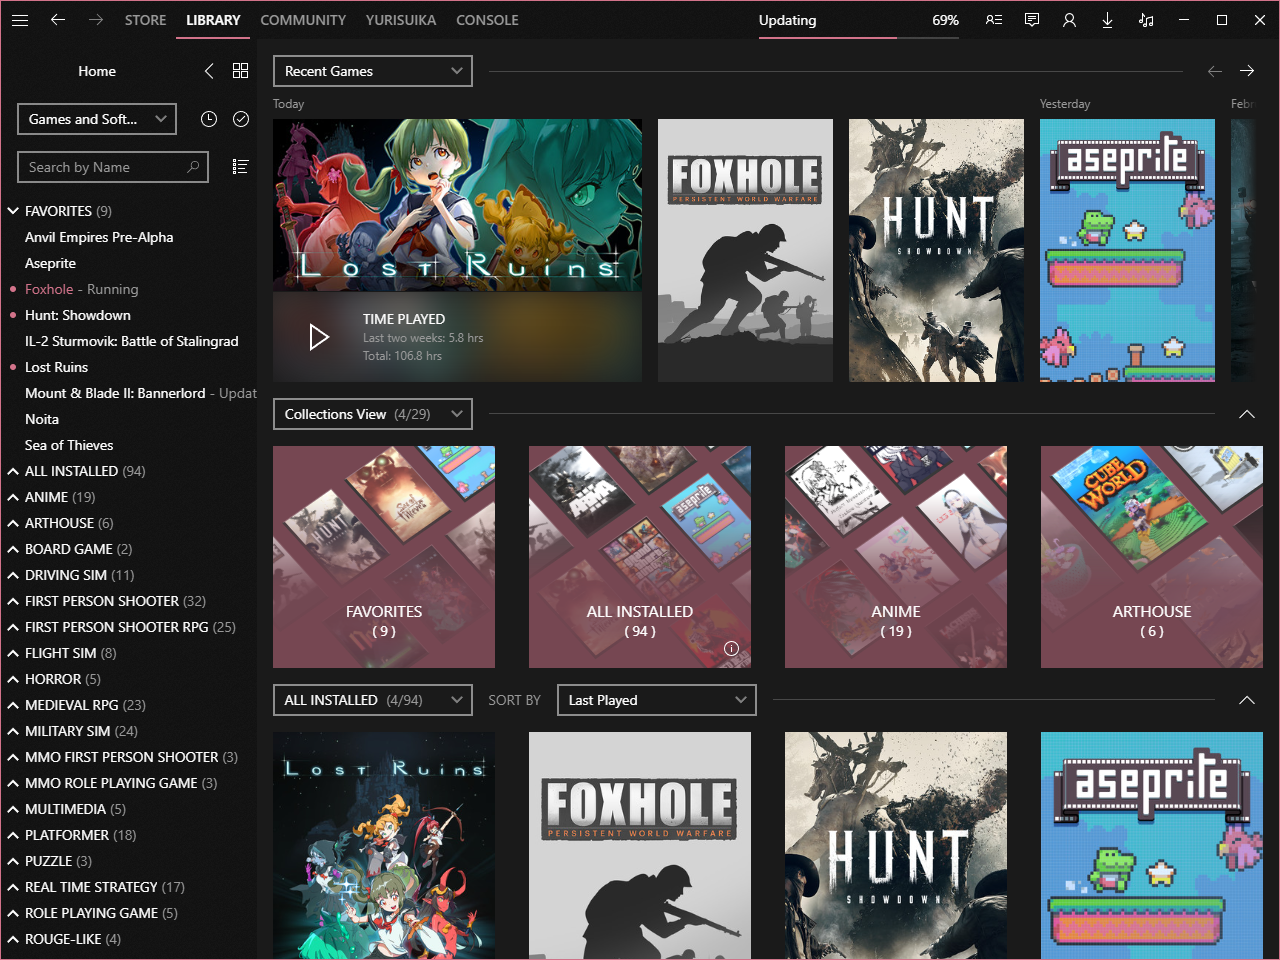 STORE LIBRARY COMMUNITY YURISUIKA CONSOLE Updating 69%
Home
Games and Soft...
Search by Name
FAVORITES (9)
Anvil Empires Pre-Alpha
Aseprite
Foxhole - Running
Hunt: Showdown
IL-2 Sturmovik: Battle of Stalingrad
Lost Ruins
Mount & Blade II: Bannerlord - Updat
Noita
Sea of Thieves
ALL INSTALLED (94)
ANIME (19)
ARTHOUSE (6)
BOARD GAME (2)
DRIVING SIM (11)
FIRST PERSON SHOOTER (32)
FIRST PERSON SHOOTER RPG (25)
FLIGHT SIM (8)
HORROR (5)
MEDIEVAL RPG (23)
MILITARY SIM (24)
MMO FIRST PERSON SHOOTER (3)
MMO ROLE PLAYING GAME (3)
MULTIMEDIA (5)
PLATFORMER (18)
PUZZLE (3)
REAL TIME STRATEGY (17)
ROLE PLAYING GAME (5)
ROUGE-LIKE (4)
Recent Games
Today
Yesterday
Febr
LOST RUINS
TIME PLAYED
Last two weeks: 5.8 hrs
Total: 106.8 hrs
FOXHOLE
PERSISTENT WORLD WARFARE
HUNT
SHOWDOWN
aseprite
Collections View (4/29)
HUNT
FAVORITES
( 9 )
aseprite
ALL INSTALLED
( 94 )
ANIME
( 19 )
CUBE
WORLD
ARTHOUSE
( 6 )
ALL INSTALLED (4/94) SORT BY Last Played
LOST RUINS
FOXHOLE
PERSISTENT WORLD WARFARE
HUNT
SHOWDOWN
aseprite